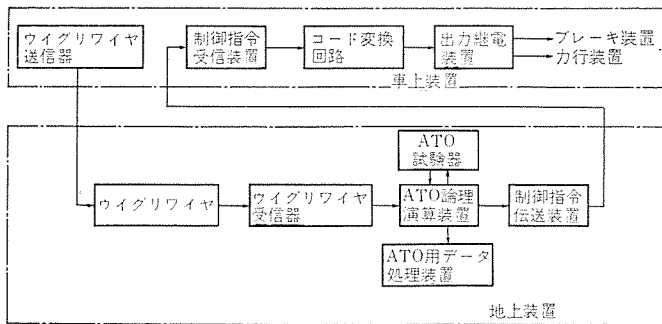 ウイグリワイヤ
送信器
制御指令
受信装置
コード変換
回路
出力継電
装置
ブレーキ装置
力行装置
車上装置
ATO
試験器
ウイグリワイヤ
ウイグリワイヤ
受信器
ATO論理
演算装置
制御指令
伝送装置
ATO用データ
処理装置
地上装置